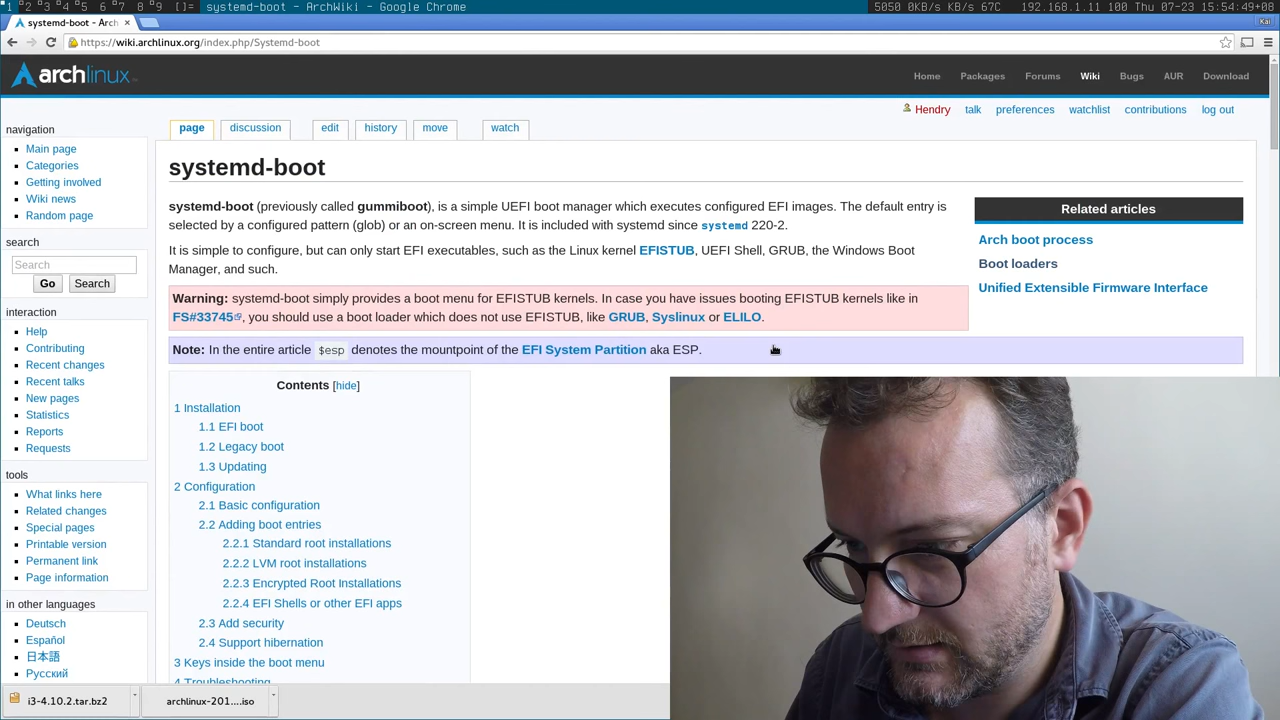 1 2 3 4 5 6 7 8 9 []= systemd-boot - ArchWiki - Google Chrome 5050 0KB/s KB/s 67C 192.168.1.11 100 Thu 07-23 15:54:49+08
systemd-boot - Arch × Kai
https://wiki.archlinux.org/index.php/Systemd-boot
archlinux Home Packages Forums Wiki Bugs AUR Download
Hendry talk preferences watchlist contributions log out
page discussion edit history move watch
navigation
Main page
Categories
Getting involved
Wiki news
Random page
search
Search
Go Search
interaction
Help
Contributing
Recent changes
Recent talks
New pages
Statistics
Reports
Requests
tools
What links here
Related changes
Special pages
Printable version
Permanent link
Page information
in other languages
Deutsch
Español
日本語
Русский
systemd-boot
systemd-boot (previously called gummiboot), is a simple UEFI boot manager which executes configured EFI images. The default entry is
selected by a configured pattern (glob) or an on-screen menu. It is included with systemd since systemd 220-2.
It is simple to configure, but can only start EFI executables, such as the Linux kernel EFISTUB, UEFI Shell, GRUB, the Windows Boot
Manager, and such.
Warning: systemd-boot simply provides a boot menu for EFISTUB kernels. In case you have issues booting EFISTUB kernels like in
FS#33745, you should use a boot loader which does not use EFISTUB, like GRUB, Syslinux or ELILO.
Note: In the entire article $esp denotes the mountpoint of the EFI System Partition aka ESP.
Related articles
Arch boot process
Boot loaders
Unified Extensible Firmware Interface
Contents [hide]
1 Installation
1.1 EFI boot
1.2 Legacy boot
1.3 Updating
2 Configuration
2.1 Basic configuration
2.2 Adding boot entries
2.2.1 Standard root installations
2.2.2 LVM root installations
2.2.3 Encrypted Root Installations
2.2.4 EFI Shells or other EFI apps
2.3 Add security
2.4 Support hibernation
3 Keys inside the boot menu
4 Troubleshooting
i3-4.10.2.tar.bz2 archlinux-201....iso